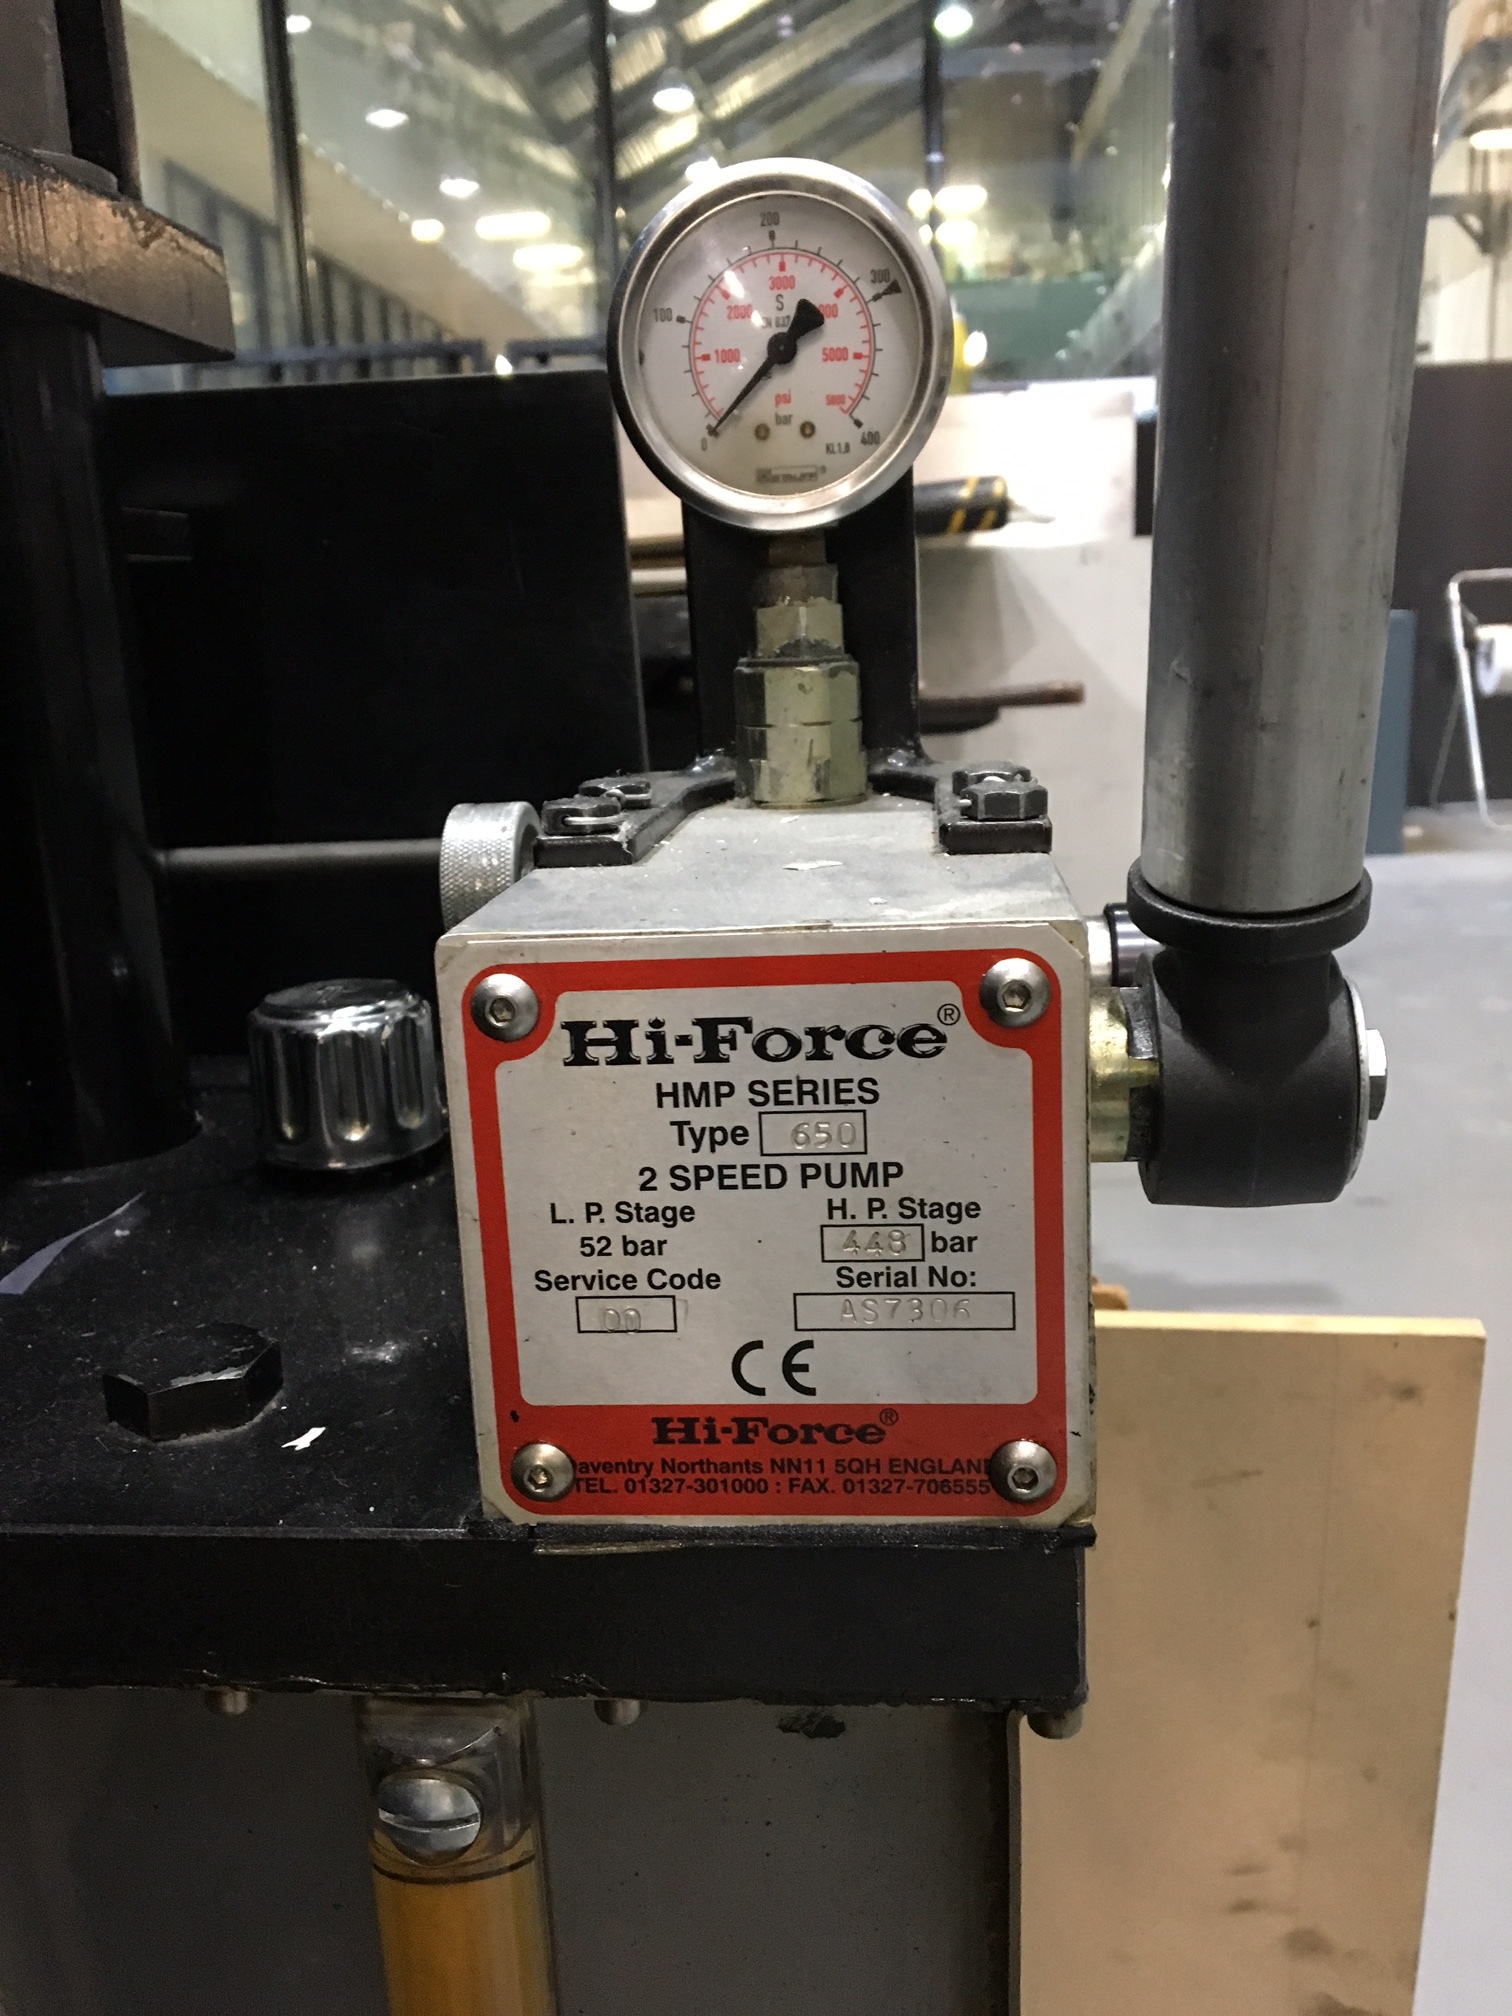 200
300
100
3000
S
2000
1000
5000
psi
bar
0
400
KL1,8
Hi-Force®
HMP SERIES
Type 650
2 SPEED PUMP
L. P. Stage H. P. Stage
52 bar 448 bar
Service Code Serial No:
00 AS7306
CE
Hi-Force®
Northants NN11 5QH
TEL. 01327-301000 : FAX. 01327-706555